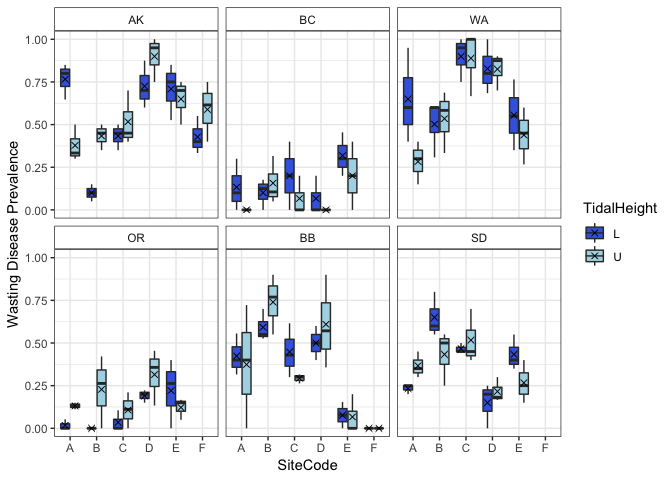 AK BC WA
1.00
0.75
0.50
0.25
0.00
OR BB SD
1.00
0.75
0.50
0.25
0.00
A B C D E F A B C D E F A B C D E F
SiteCode
Wasting Disease Prevalence
TidalHeight
L
U